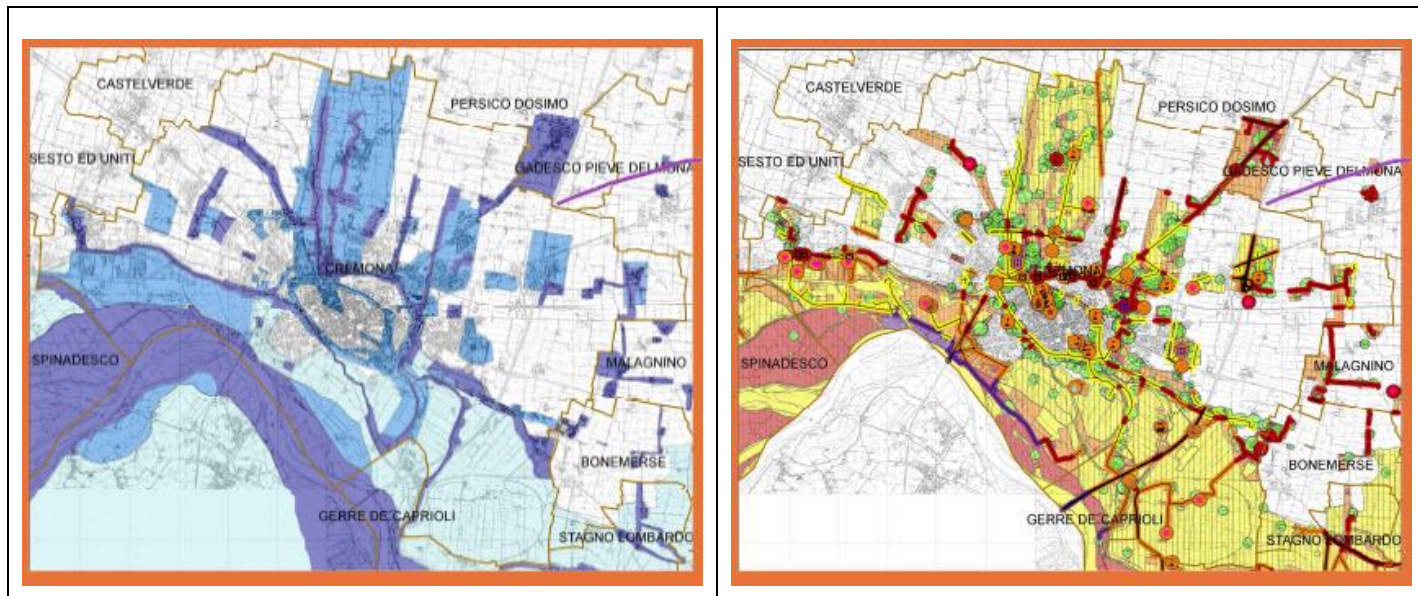 CASTELVERDE
PERSICO DOSIMO
SESTO ED UNITI
GADESCO PIEVE DELMONA
CREMONA
SPINADESCO
MALAGNINO
BONEMERSE
GERRE DE CAPRIOLI
STAGNO LOMBARDO
CASTELVERDE
PERSICO DOSIMO
SESTO ED UNITI
GADESCO PIEVE DELMONA
CREMONA
SPINADESCO
MALAGNINO
BONEMERSE
GERRE DE CAPRIOLI
STAGNO LOMBARDO